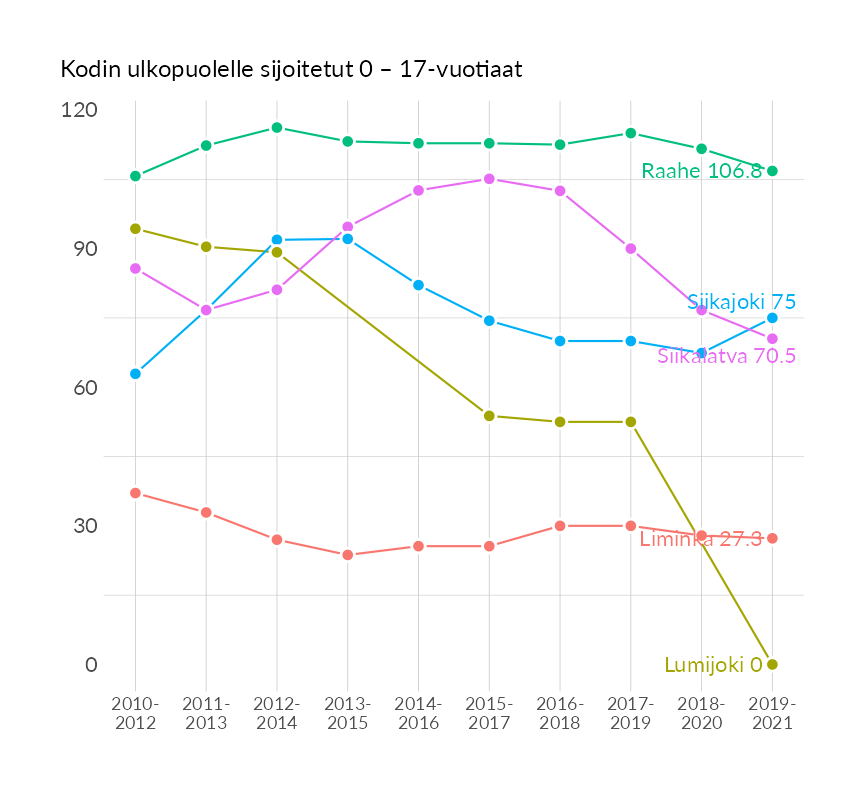 Kodin ulkopuolelle sijoitetut 0 – 17-vuotiaat
120
Raahe 106.8
90
Siikajoki 75
Siikalatva 70.5
60
30
Liminka 27.3
0
Lumijoki 0
2010- 2011- 2012- 2013- 2014- 2015- 2016- 2017- 2018- 2019-
2012 2013 2014 2015 2016 2017 2018 2019 2020 2021